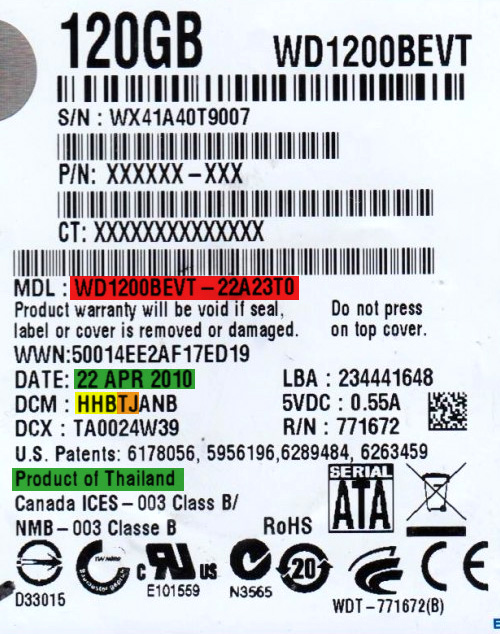 120GB WD1200BEVT
S/N : WX41A40T9007
P/N: XXXXXX-XXX
CT: XXXXXXXXXXXXXX
MDL : WD1200BEVT - 22A23T0
Product warranty will be void if seal, Do not press
label or cover is removed or damaged. on top cover.
WWN:50014EE2AF17ED19
DATE: 22 APR 2010 LBA : 234441648
DCM : HHBTJANB 5VDC : 0.55A
DCX : TA0024W39 R/N : 771672
U.S. Patents: 6178056, 5956196,6289484, 6263459
Product of Thailand SERIAL
Canada ICES - 003 Class B/ ATA
NMB - 003 Classe B RoHS
c UR US 20 CE
D33015 E101559 N3565 WDT - 771672(B)